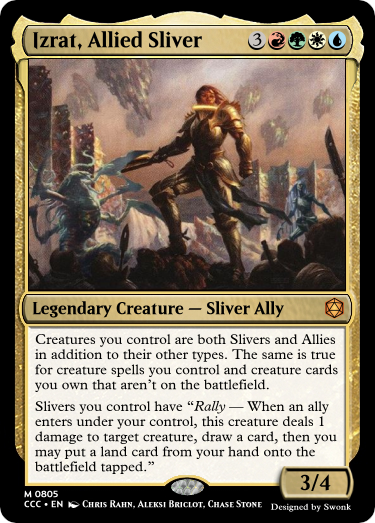 Izrat, Allied Sliver 3
Legendary Creature — Sliver Ally
Creatures you control are both Slivers and Allies
in addition to their other types. The same is true
for creature spells you control and creature cards
you own that aren't on the battlefield.
Slivers you control have “Rally — When an ally
enters under your control, this creature deals 1
damage to target creature, draw a card, then you
may put a land card from your hand onto the
battlefield tapped.”
3/4
M 0805
CCC • EN Chris Rahn, Aleksi Briclot, Chase Stone
Designed by Swonk